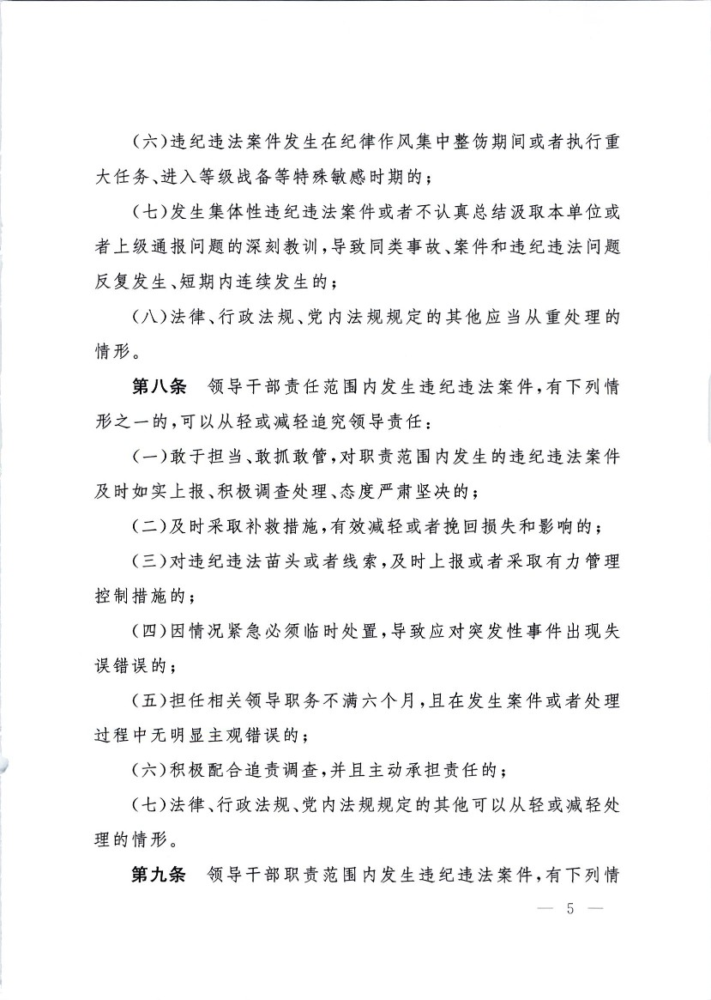 （六）违纪违法案件发生在纪律作风集中整饬期间或者执行重
大任务、进入等级战备等特殊敏感时期的；
（七）发生集体性违纪违法案件或者不认真总结汲取本单位或
者上级通报问题的深刻教训，导致同类事故、案件和违纪违法问题
反复发生、短期内连续发生的；
（八）法律、行政法规、党内法规规定的其他应当从重处理的
情形。
第八条　领导干部责任范围内发生违纪违法案件，有下列情
形之一的，可以从轻或减轻追究领导责任：
（一）敢于担当、敢抓敢管，对职责范围内发生的违纪违法案件
及时如实上报、积极调查处理、态度严肃坚决的；
（二）及时采取补救措施，有效减轻或者挽回损失和影响的；
（三）对违纪违法苗头或者线索，及时上报或者采取有力管理
控制措施的；
（四）因情况紧急必须临时处置，导致应对突发性事件出现失
误错误的；
（五）担任相关领导职务不满六个月，且在发生案件或者处理
过程中无明显主观错误的；
（六）积极配合追责调查，并且主动承担责任的；
（七）法律、行政法规、党内法规规定的其他可以从轻或减轻处
理的情形。
第九条　领导干部职责范围内发生违纪违法案件，有下列情
— 5 —